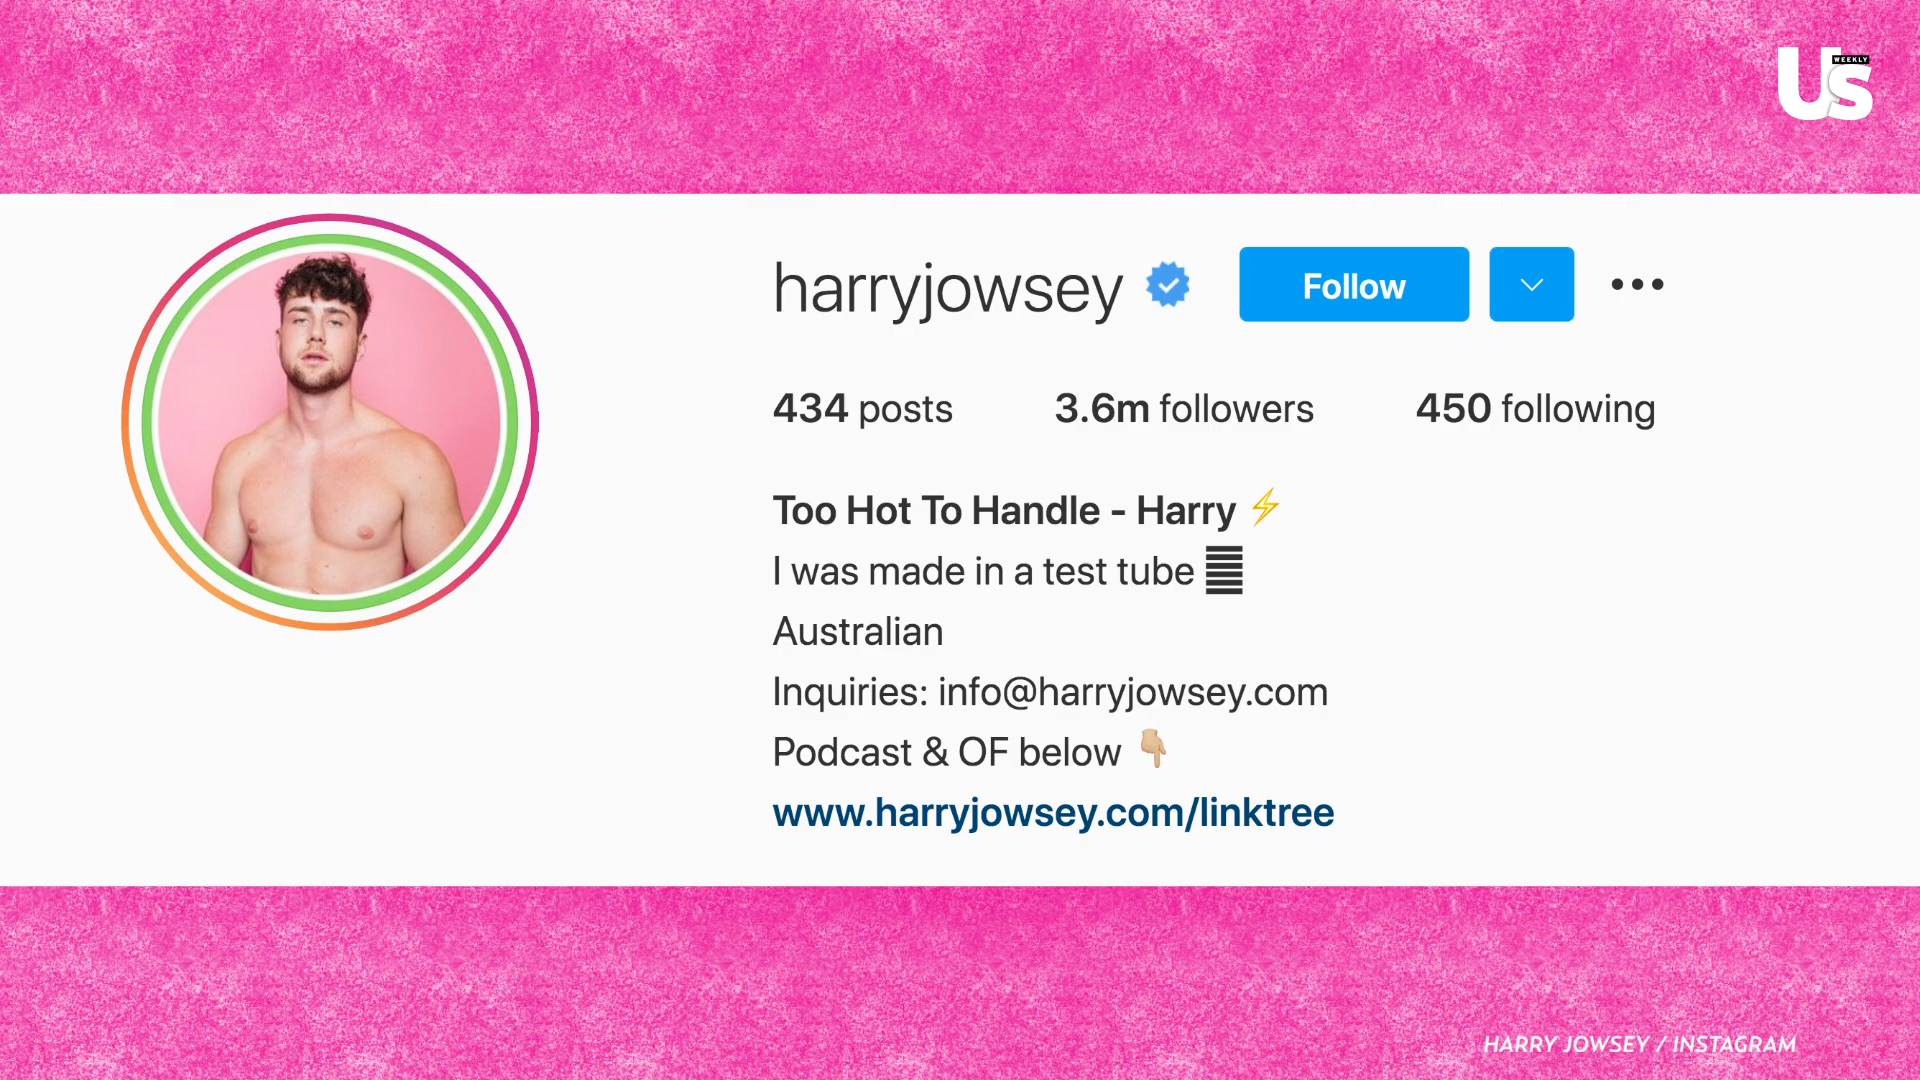 Us
WEEKLY
harryjowsey Follow
434 posts 3.6m followers 450 following
Too Hot To Handle - Harry ⚡
I was made in a test tube
Australian
Inquiries: info@harryjowsey.com
Podcast & OF below 👇🏼
www.harryjowsey.com/linktree
HARRY JOWSEY / INSTAGRAM